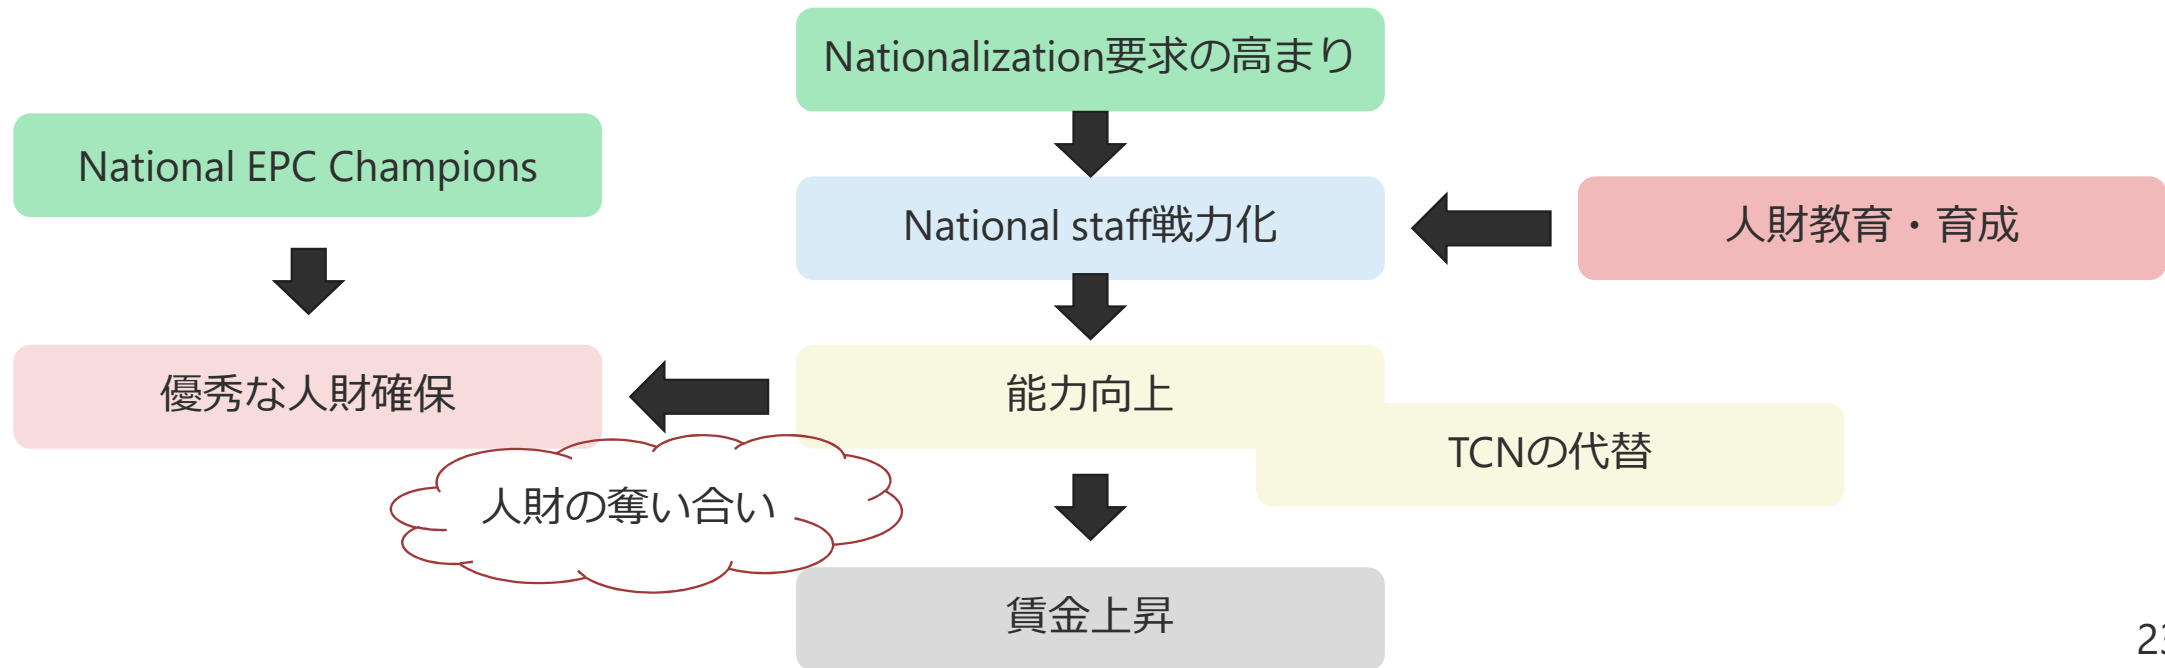 Nationalization要求の高まり
National EPC Champions
National staff戦力化
人財教育・育成
優秀な人財確保
能力向上
TCNの代替
人財の奪い合い
賃金上昇
23